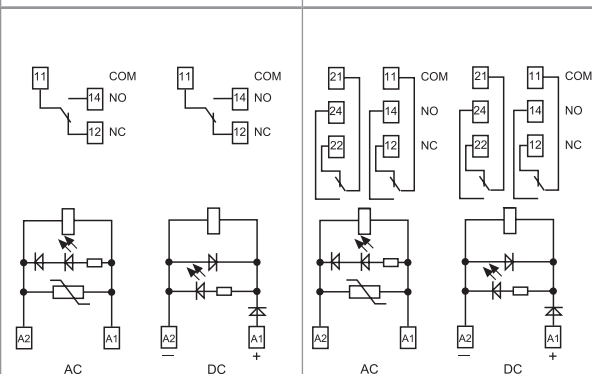 11 COM 11 COM 21 11 COM 21 11 COM
14 NO 14 NO 24 14 NO 24 14 NO
12 NC 12 NC 22 12 NC 22 12 NC
A2 A1 A2 A1 A2 A1 A2 A1
— + — +
AC DC AC DC